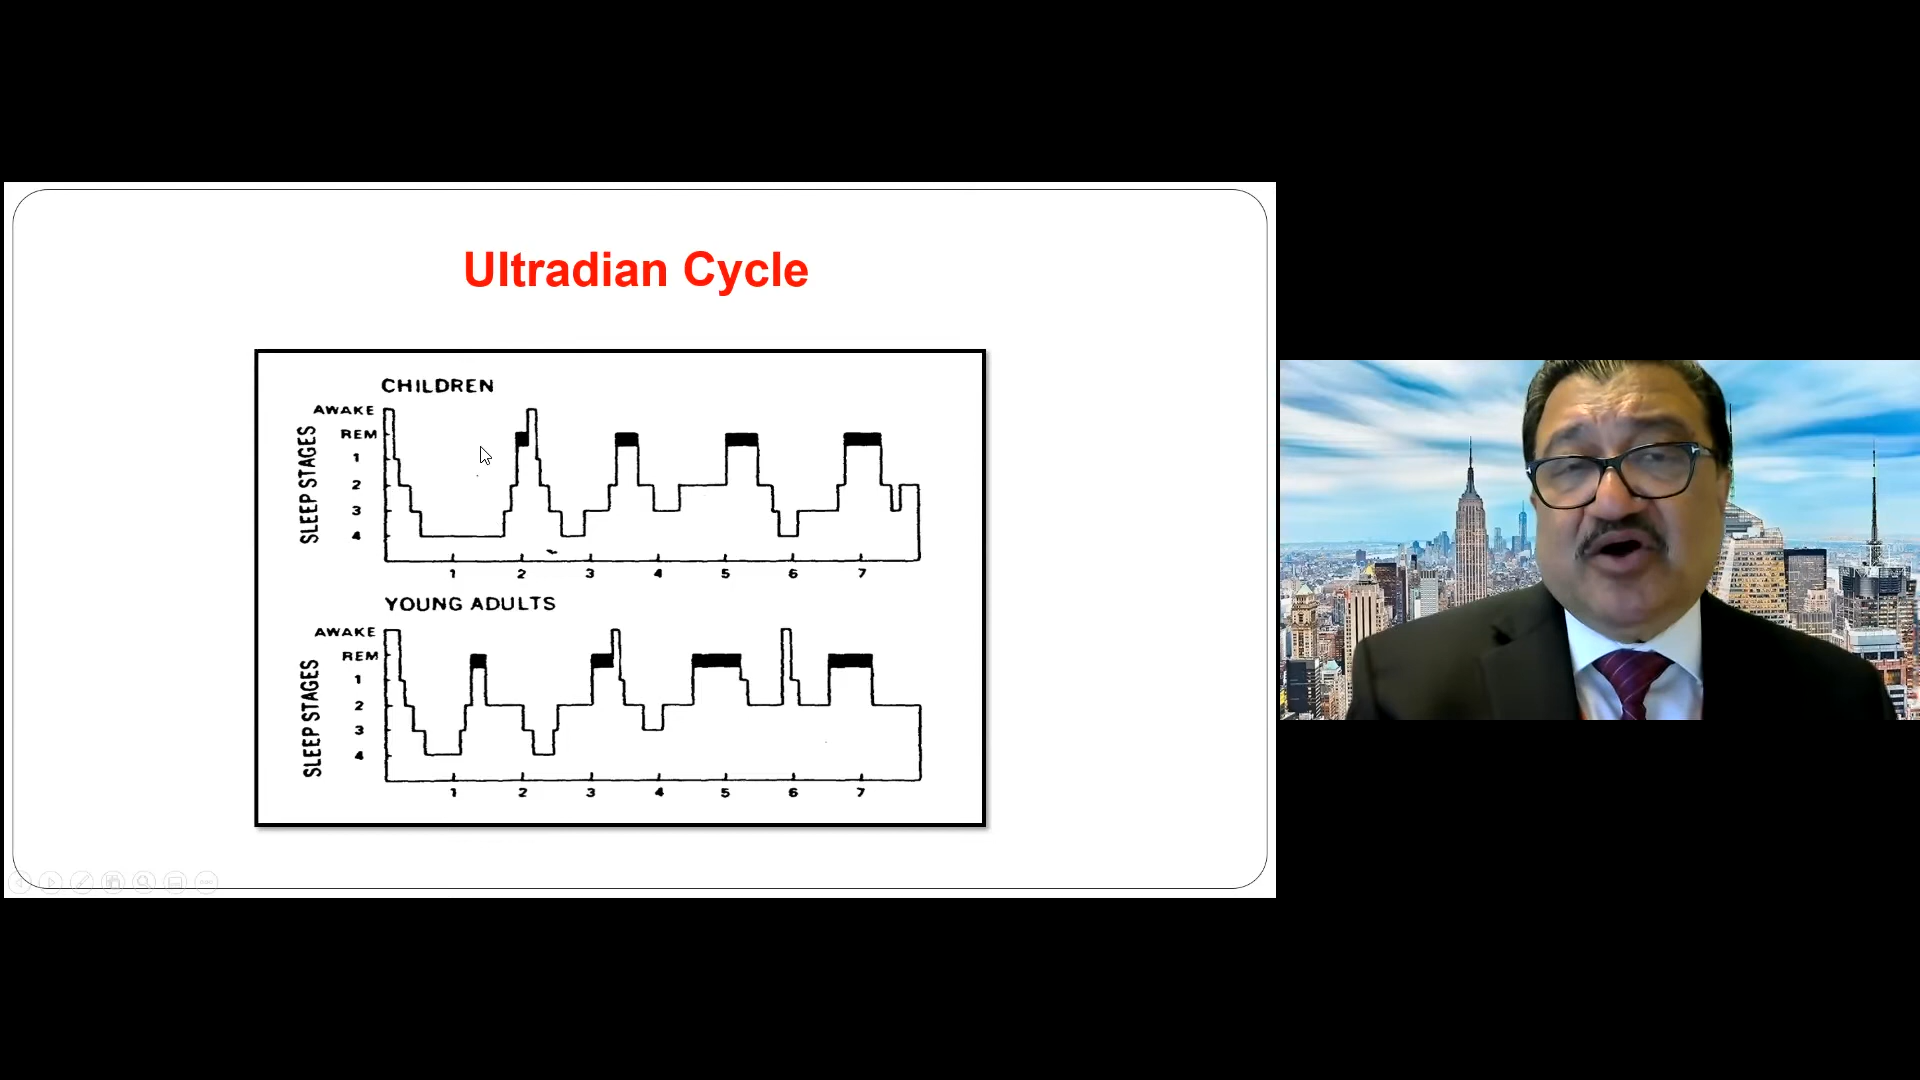 Ultradian Cycle
CHILDREN
SLEEP STAGES
AWAKE
REM
1
2
3
4
1 2 3 4 5 6 7
YOUNG ADULTS
SLEEP STAGES
AWAKE
REM
1
2
3
4
1 2 3 4 5 6 7